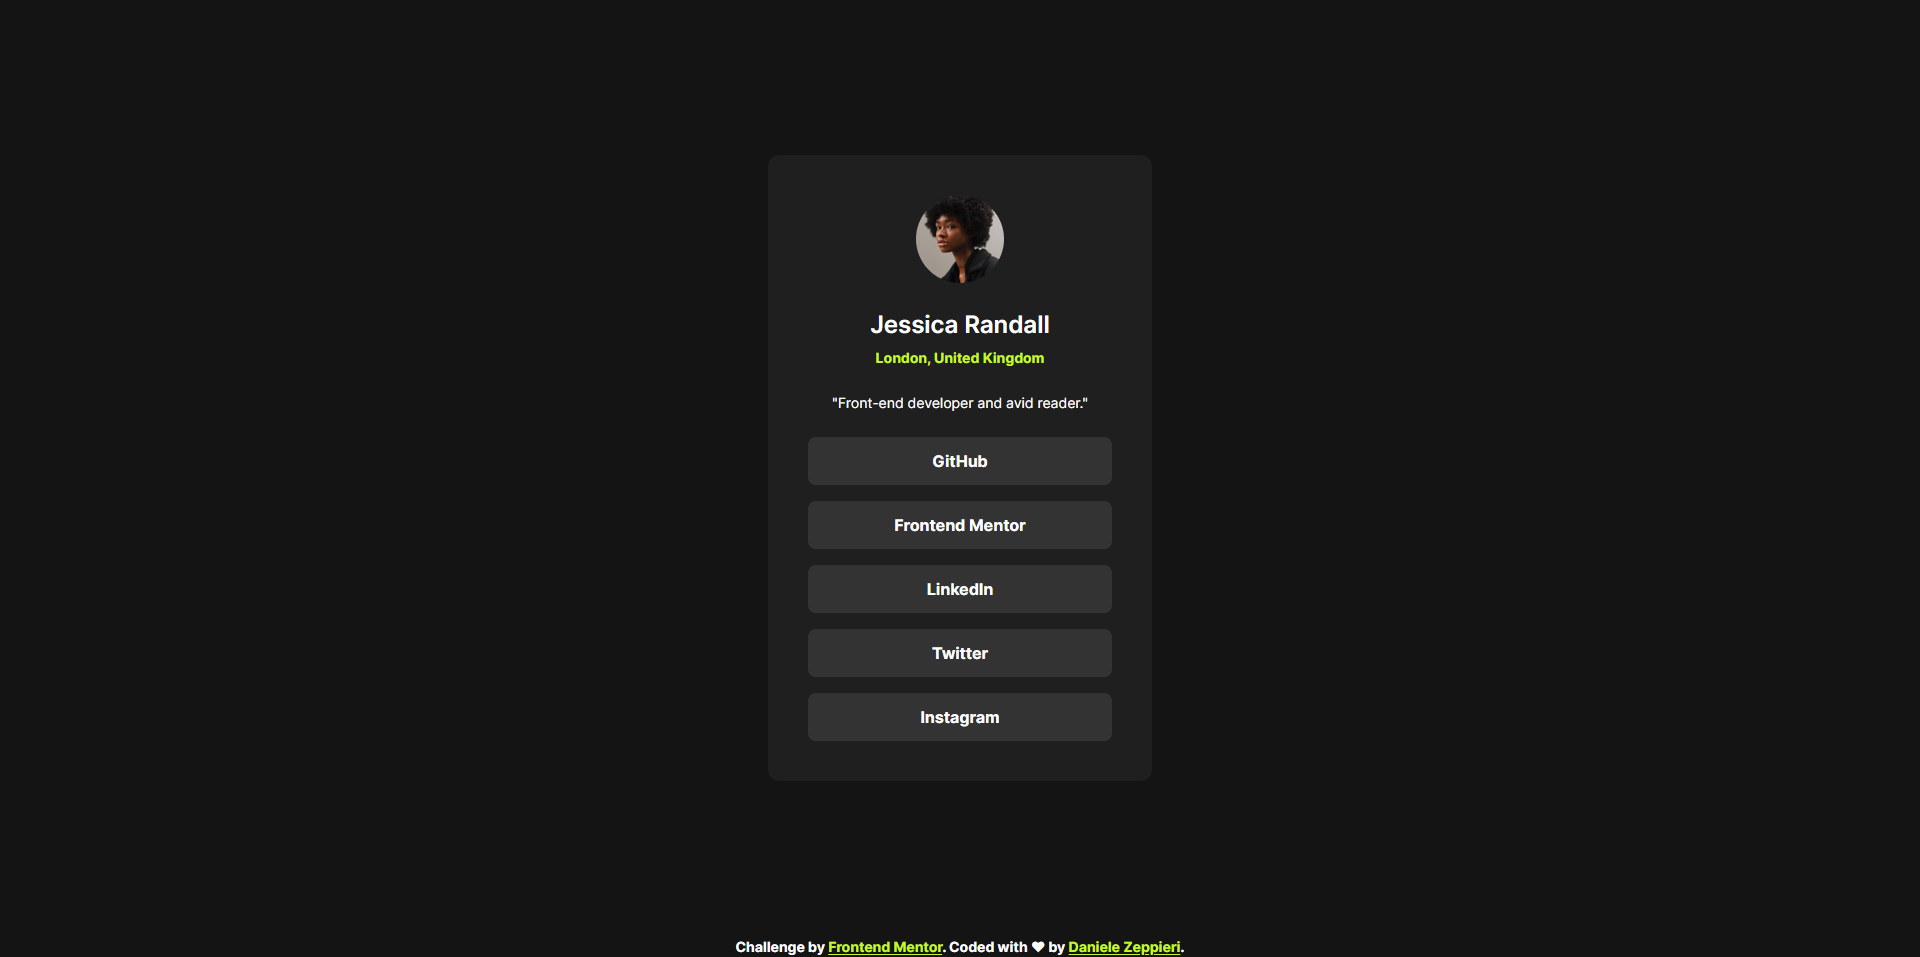 Jessica Randall
London, United Kingdom
"Front-end developer and avid reader."
GitHub
Frontend Mentor
LinkedIn
Twitter
Instagram
Challenge by Frontend Mentor. Coded with ♥ by Daniele Zeppieri.